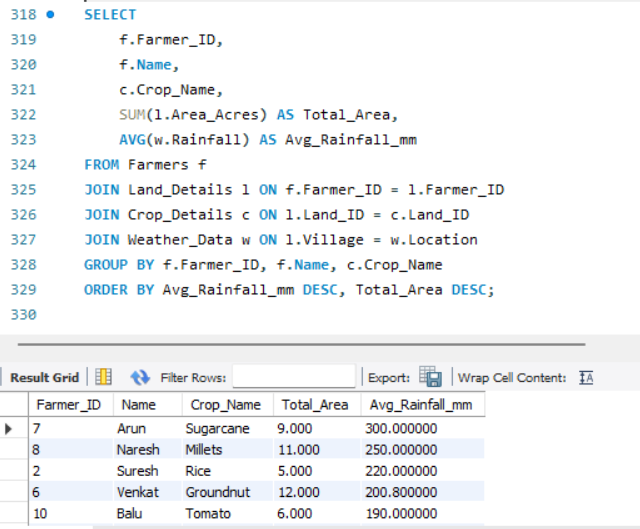 318 SELECT
319 f.Farmer_ID,
320 f.Name,
321 c.Crop_Name,
322 SUM(l.Area_Acres) AS Total_Area,
323 AVG(w.Rainfall) AS Avg_Rainfall_mm
324 FROM Farmers f
325 JOIN Land_Details l ON f.Farmer_ID = l.Farmer_ID
326 JOIN Crop_Details c ON l.Land_ID = c.Land_ID
327 JOIN Weather_Data w ON l.Village = w.Location
328 GROUP BY f.Farmer_ID, f.Name, c.Crop_Name
329 ORDER BY Avg_Rainfall_mm DESC, Total_Area DESC;
330
Result Grid Filter Rows: Export: Wrap Cell Content:
Farmer_ID Name Crop_Name Total_Area Avg_Rainfall_mm
7 Arun Sugarcane 9.000 300.000000
8 Naresh Millets 11.000 250.000000
2 Suresh Rice 5.000 220.000000
6 Venkat Groundnut 12.000 200.800000
10 Balu Tomato 6.000 190.000000